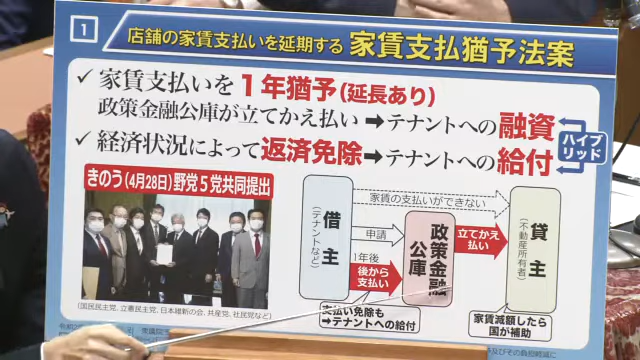 1
店舗の家賃支払いを延期する 家賃支払猶予法案
✓ 家賃支払いを1年猶予(延長あり)
政策金融公庫が立てかえ払い➡テナントへの融資
✓ 経済状況によって返済免除➡テナントへの給付
ハイブリッド
きのう(4月28日)野党5党共同提出
(国民民主党、立憲民主党、日本維新の会、共産党、社民党など)
借主
(テナントなど)
家賃の支払いができない
申請
1年後
後から支払い
支払い免除も
➡テナントへの給付
政策金融公庫
立てかえ払い
貸主
(不動産所有者)
家賃減額したら
国が補助